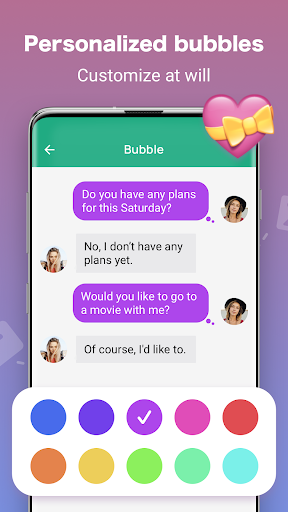 Personalized bubbles
Customize at will
Bubble
Do you have any plans
for this Saturday?
No, I don't have any
plans yet.
Would you like to go to
a movie with me?
Of course, I'd like to.